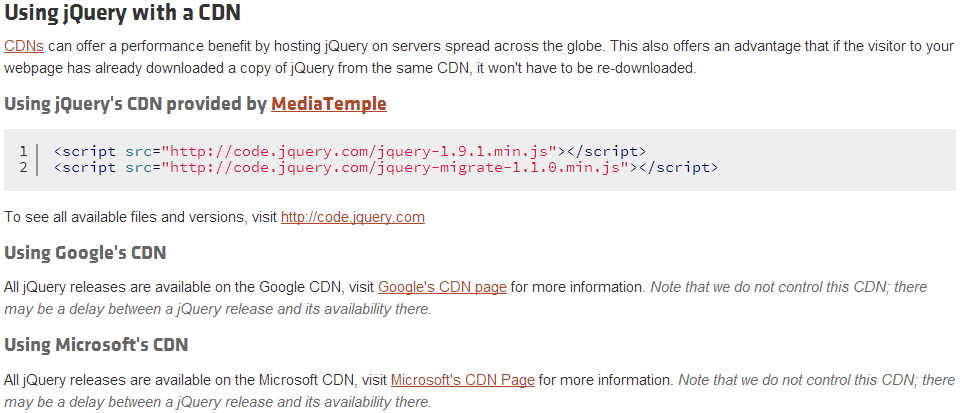 Using jQuery with a CDN
CDNs can offer a performance benefit by hosting jQuery on servers spread across the globe. This also offers an advantage that if the visitor to your
webpage has already downloaded a copy of jQuery from the same CDN, it won't have to be re-downloaded.
Using jQuery's CDN provided by MediaTemple
1 <script src="http://code.jquery.com/jquery-1.9.1.min.js"></script>
2 <script src="http://code.jquery.com/jquery-migrate-1.1.0.min.js"></script>
To see all available files and versions, visit http://code.jquery.com
Using Google's CDN
All jQuery releases are available on the Google CDN, visit Google's CDN page for more information. Note that we do not control this CDN; there
may be a delay between a jQuery release and its availability there.
Using Microsoft's CDN
All jQuery releases are available on the Microsoft CDN, visit Microsoft's CDN Page for more information. Note that we do not control this CDN; there
may be a delay between a jQuery release and its availability there.